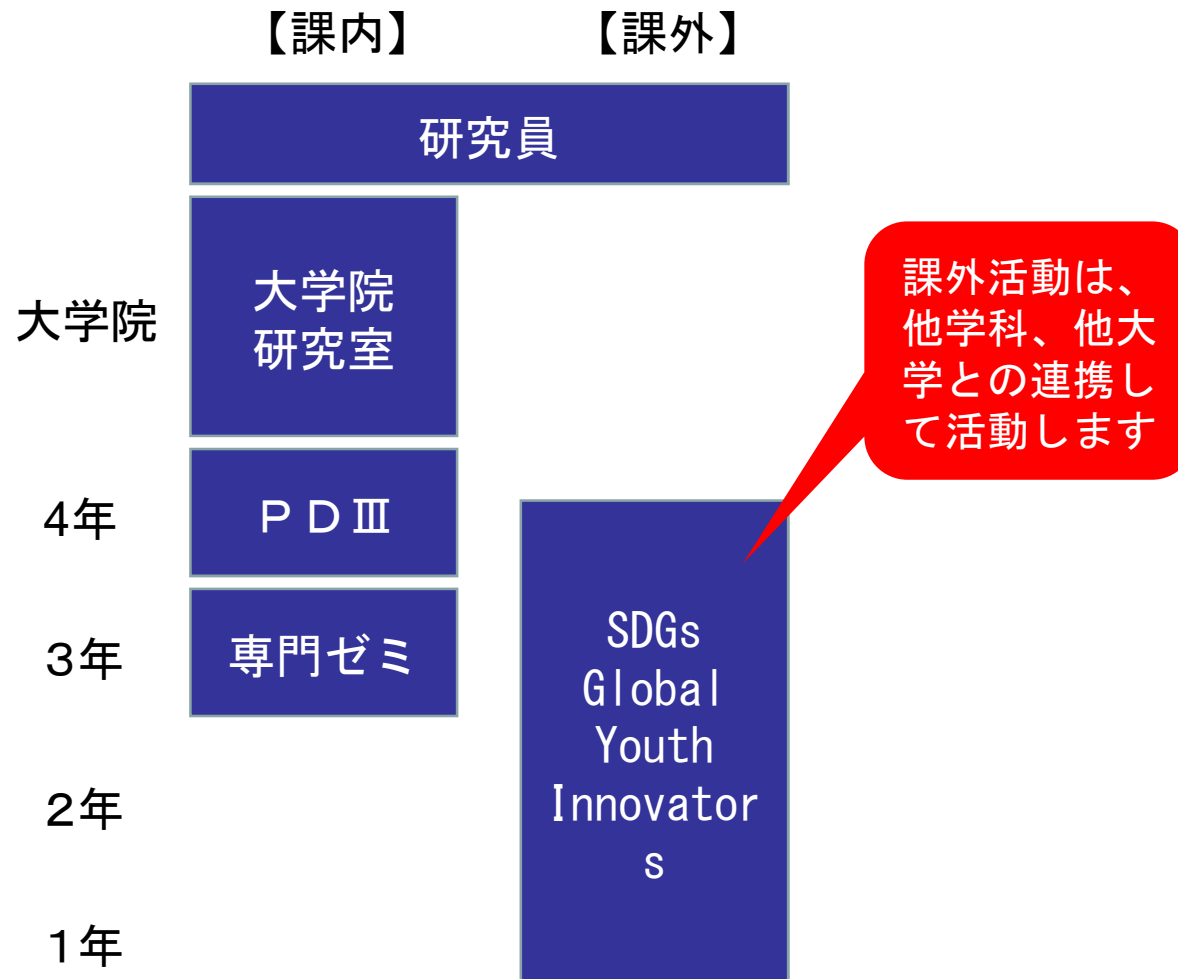 【課内】
【課外】
研究員
大学院
大学院
研究室
課外活動は、
他学科、他大
学との連携し
て活動します
4年
ＰＤⅢ
３年
専門ゼミ
SDGs
Global
Youth
Innovator
s
２年
１年